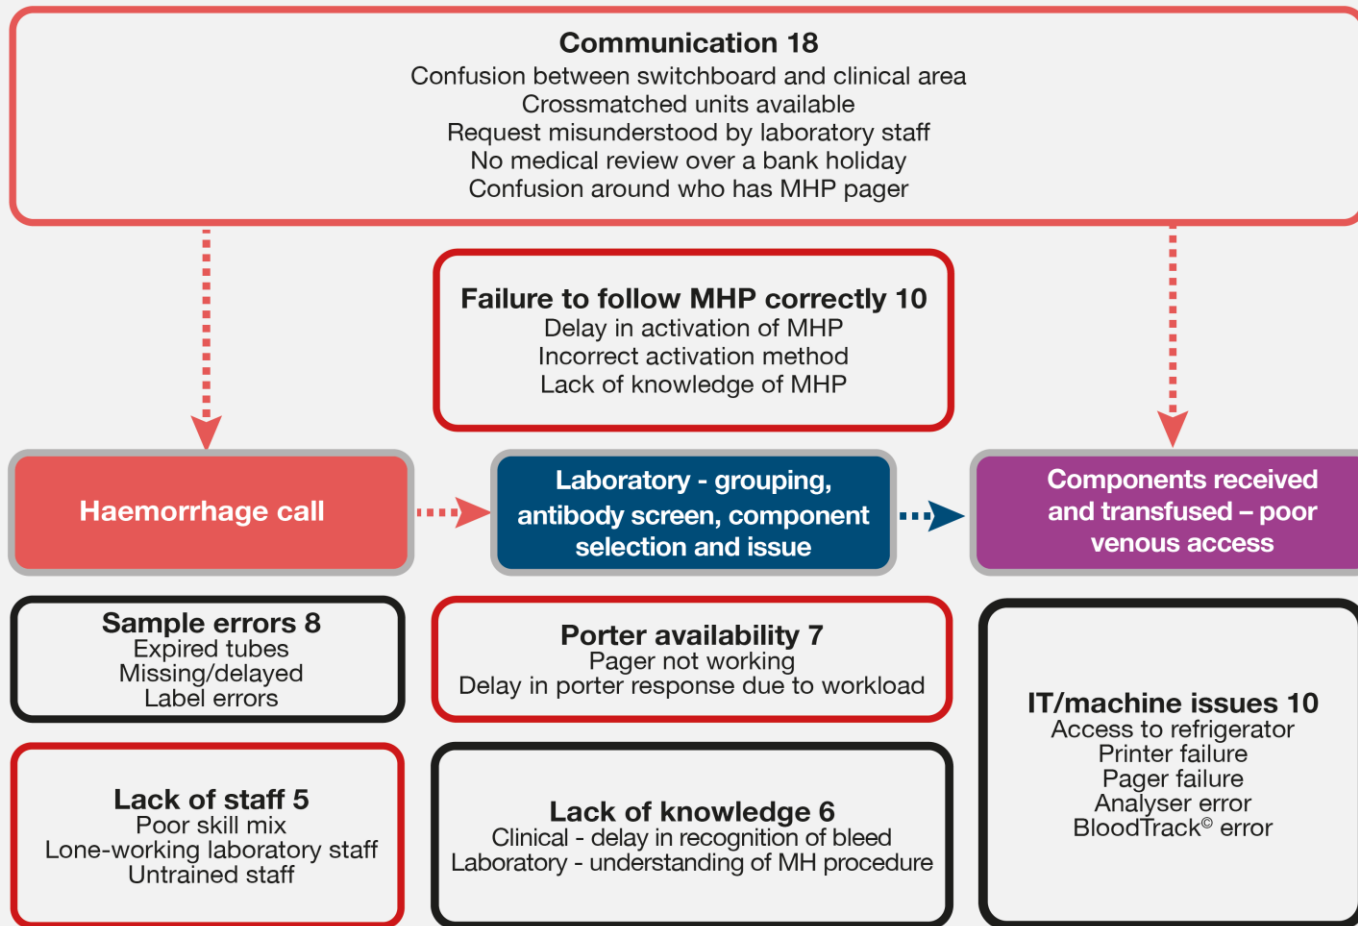 Communication 18
Confusion between switchboard and clinical area
Crossmatched units available
Request misunderstood by laboratory staff
No medical review over a bank holiday
Confusion around who has MHP pager
Failure to follow MHP correctly 10
Delay in activation of MHP
Incorrect activation method
Lack of knowledge of MHP
Haemorrhage call
Laboratory - grouping,
antibody screen, component
selection and issue
Components received
and transfused – poor
venous access
Sample errors 8
Expired tubes
Missing/delayed
Label errors
Porter availability 7
Pager not working
Delay in porter response due to workload
IT/machine issues 10
Access to refrigerator
Printer failure
Pager failure
Analyser error
BloodTrack© error
Lack of staff 5
Poor skill mix
Lone-working laboratory staff
Untrained staff
Lack of knowledge 6
Clinical - delay in recognition of bleed
Laboratory - understanding of MH procedure